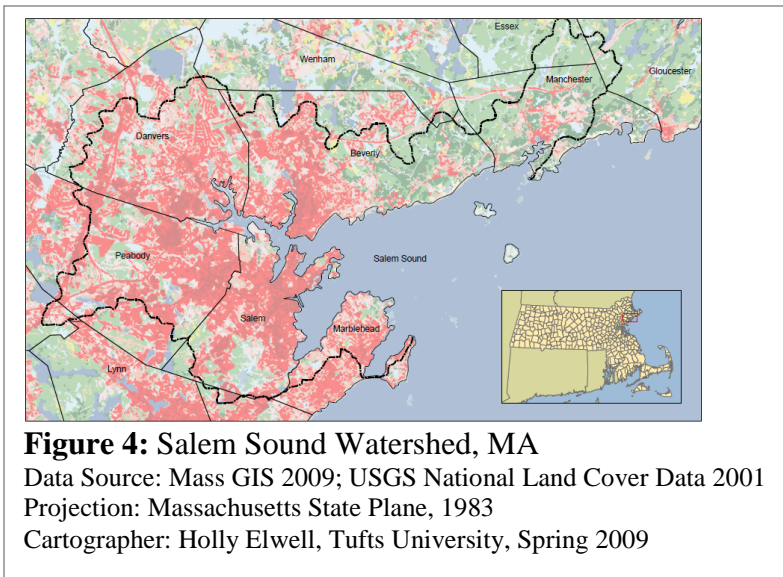 Essex
Wenham
Gloucester
Manchester
Danvers
Beverly
Peabody
Salem Sound
Salem
Marblehead
Lynn
Figure 4: Salem Sound Watershed, MA
Data Source: Mass GIS 2009; USGS National Land Cover Data 2001
Projection: Massachusetts State Plane, 1983
Cartographer: Holly Elwell, Tufts University, Spring 2009